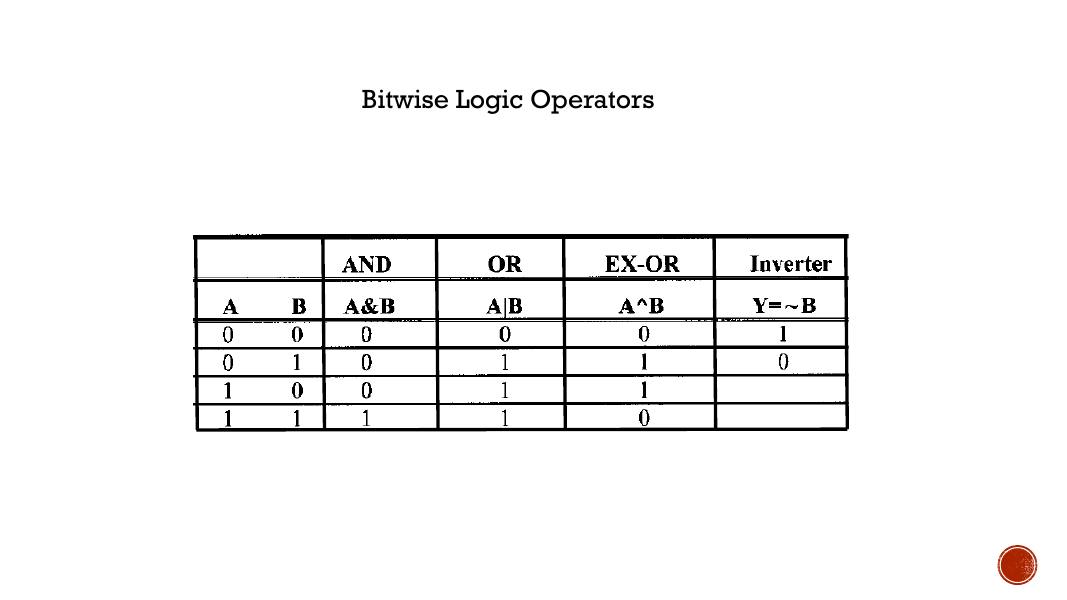 Bitwise Logic Operators
AND OR EX-OR Inverter
A B A&B A|B A^B Y=~B
0 0 0 0 0 1
0 1 0 1 1 0
1 0 0 1 1
1 1 1 1 0